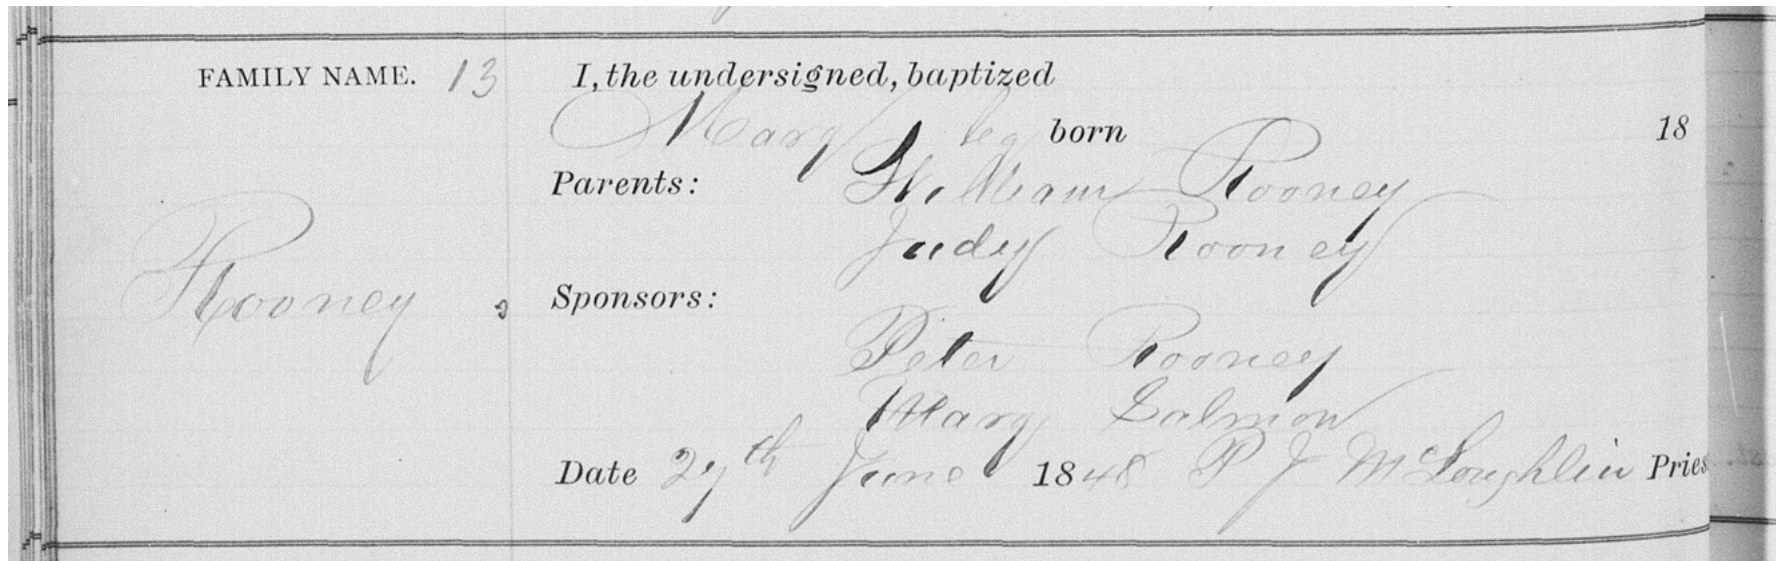 FAMILY NAME. 13
I, the undersigned, baptized
Mary born 18
Parents: William Rooney
Judy Rooney
Rooney
Sponsors:
Peter Rooney
Mary Salmon
Date 27th June 1848 P J McLoughlin Pries